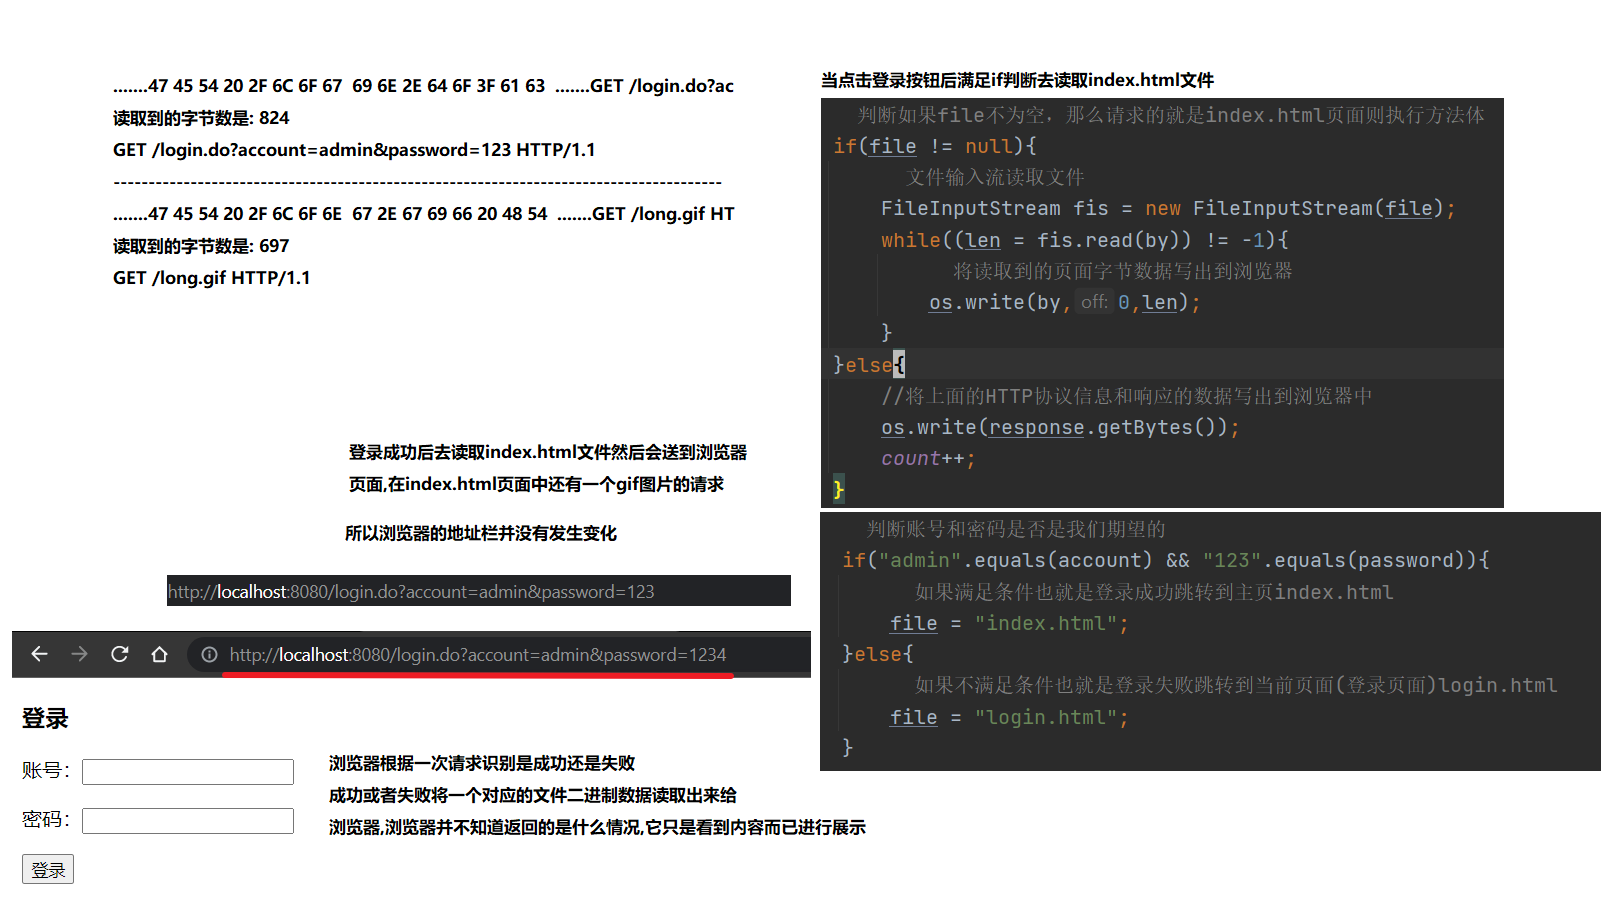 .......47 45 54 20 2F 6C 6F 67  69 6E 2E 64 6F 3F 61 63  .......GET /login.do?ac
读取到的字节数是: 824
GET /login.do?account=admin&password=123 HTTP/1.1
---------------------------------------------------------------------------------------
.......47 45 54 20 2F 6C 6F 6E  67 2E 67 69 66 20 48 54  .......GET /long.gif HT
读取到的字节数是: 697
GET /long.gif HTTP/1.1
登录成功后去读取index.html文件然后会送到浏览器
页面,在index.html页面中还有一个gif图片的请求
所以浏览器的地址栏并没有发生变化
http://localhost:8080/login.do?account=admin&password=123
http://localhost:8080/login.do?account=admin&password=1234
登录
账号：
密码：
登录
浏览器根据一次请求识别是成功还是失败
成功或者失败将一个对应的文件二进制数据读取出来给
浏览器,浏览器并不知道返回的是什么情况,它只是看到内容而已进行展示
当点击登录按钮后满足if判断去读取index.html文件
判断如果file不为空，那么请求的就是index.html页面则执行方法体
if(file != null){
文件输入流读取文件
FileInputStream fis = new FileInputStream(file);
while((len = fis.read(by)) != -1){
将读取到的页面字节数据写出到浏览器
os.write(by, off: 0,len);
}
}else{
//将上面的HTTP协议信息和响应的数据写出到浏览器中
os.write(response.getBytes());
count++;
}
判断账号和密码是否是我们期望的
if("admin".equals(account) && "123".equals(password)){
如果满足条件也就是登录成功跳转到主页index.html
file = "index.html";
}else{
如果不满足条件也就是登录失败跳转到当前页面(登录页面)login.html
file = "login.html";
}